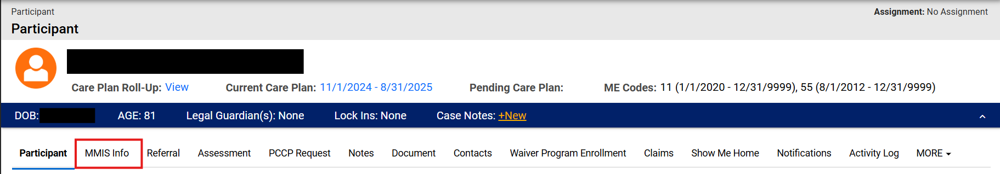 Participant
Assignment: No Assignment
Participant
Care Plan Roll-Up: View Current Care Plan: 11/1/2024 - 8/31/2025 Pending Care Plan: ME Codes: 11 (1/1/2020 - 12/31/9999), 55 (8/1/2012 - 12/31/9999)
DOB: AGE: 81 Legal Guardian(s): None Lock Ins: None Case Notes: +New
Participant MMIS Info Referral Assessment PCCP Request Notes Document Contacts Waiver Program Enrollment Claims Show Me Home Notifications Activity Log MORE